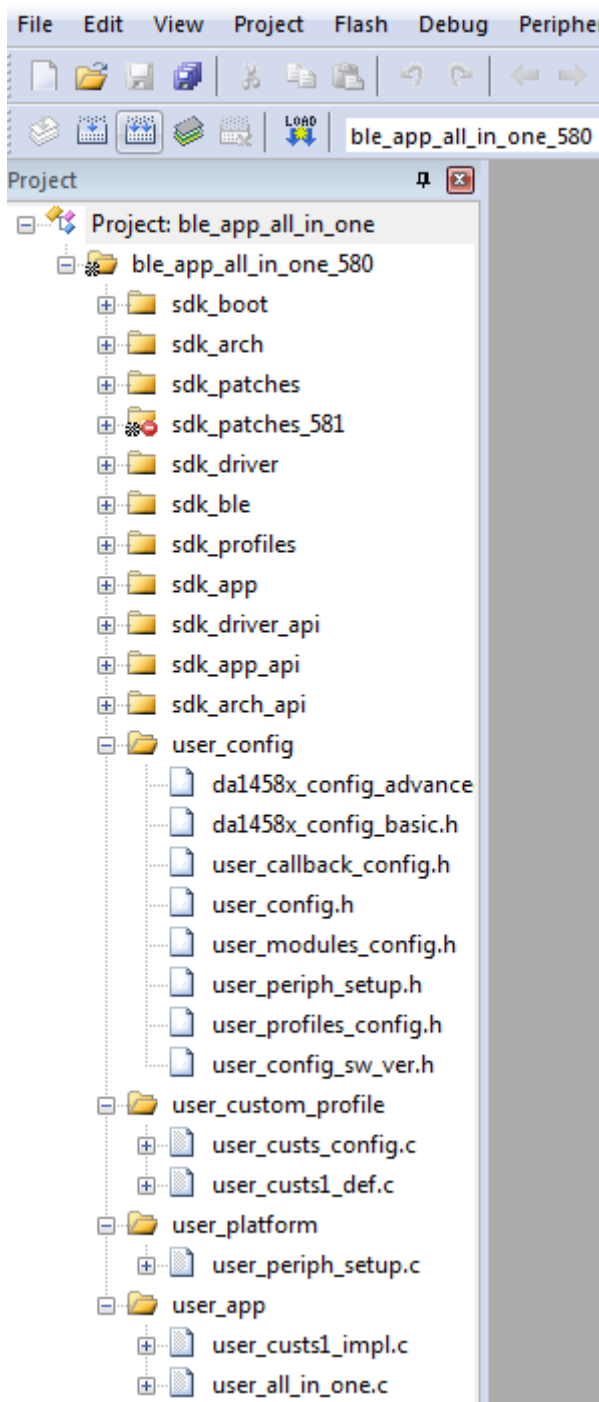 File Edit View Project Flash Debug Periphe
LOAD
ble_app_all_in_one_580
Project
Project: ble_app_all_in_one
ble_app_all_in_one_580
sdk_boot
sdk_arch
sdk_patches
sdk_patches_581
sdk_driver
sdk_ble
sdk_profiles
sdk_app
sdk_driver_api
sdk_app_api
sdk_arch_api
user_config
da1458x_config_advance
da1458x_config_basic.h
user_callback_config.h
user_config.h
user_modules_config.h
user_periph_setup.h
user_profiles_config.h
user_config_sw_ver.h
user_custom_profile
user_custs_config.c
user_custs1_def.c
user_platform
user_periph_setup.c
user_app
user_custs1_impl.c
user_all_in_one.c